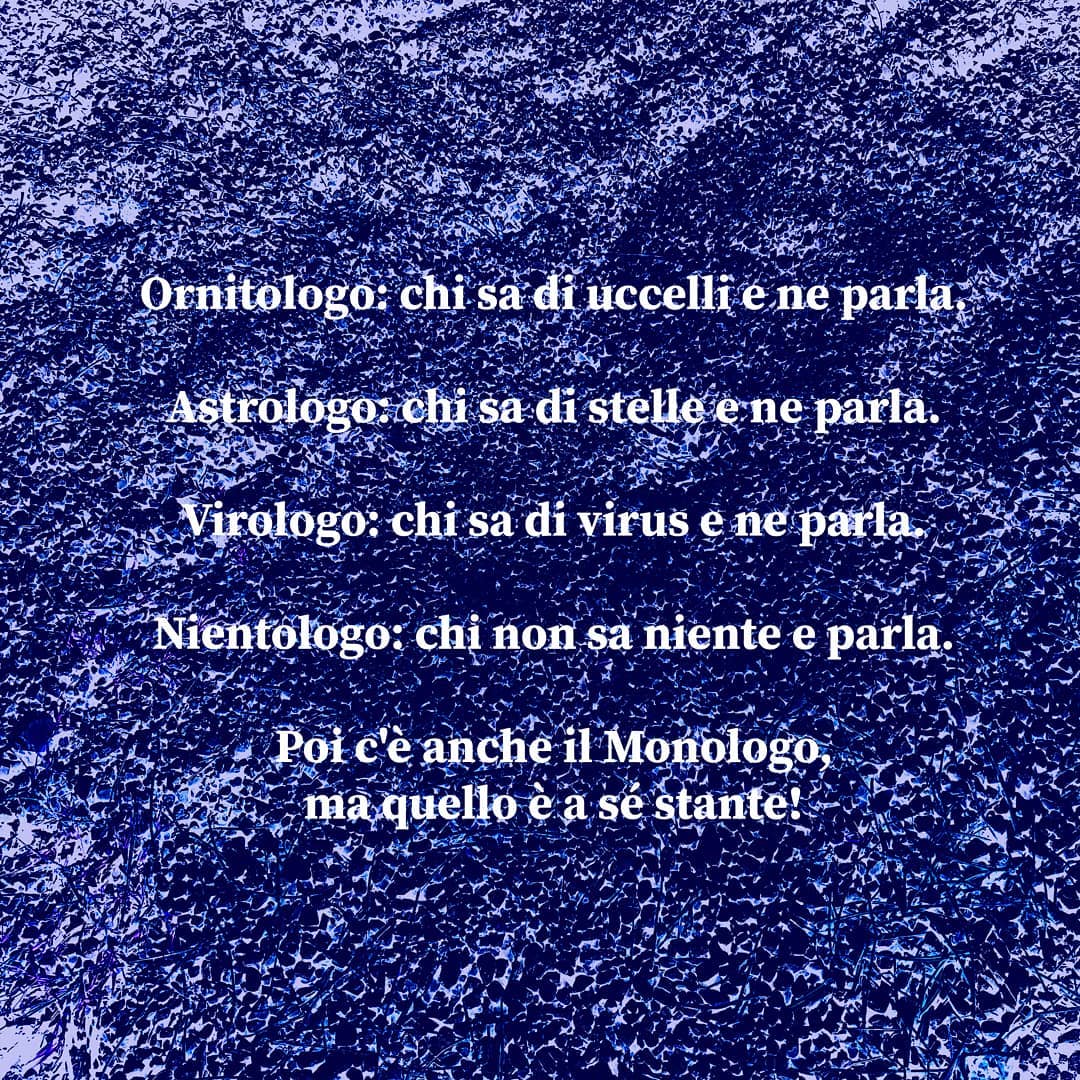 Ornitologo: chi sa di uccelli e ne parla.
Astrologo: chi sa di stelle e ne parla.
Virologo: chi sa di virus e ne parla.
Nientologo: chi non sa niente e parla.
Poi c'è anche il Monologo,
ma quello è a sé stante!